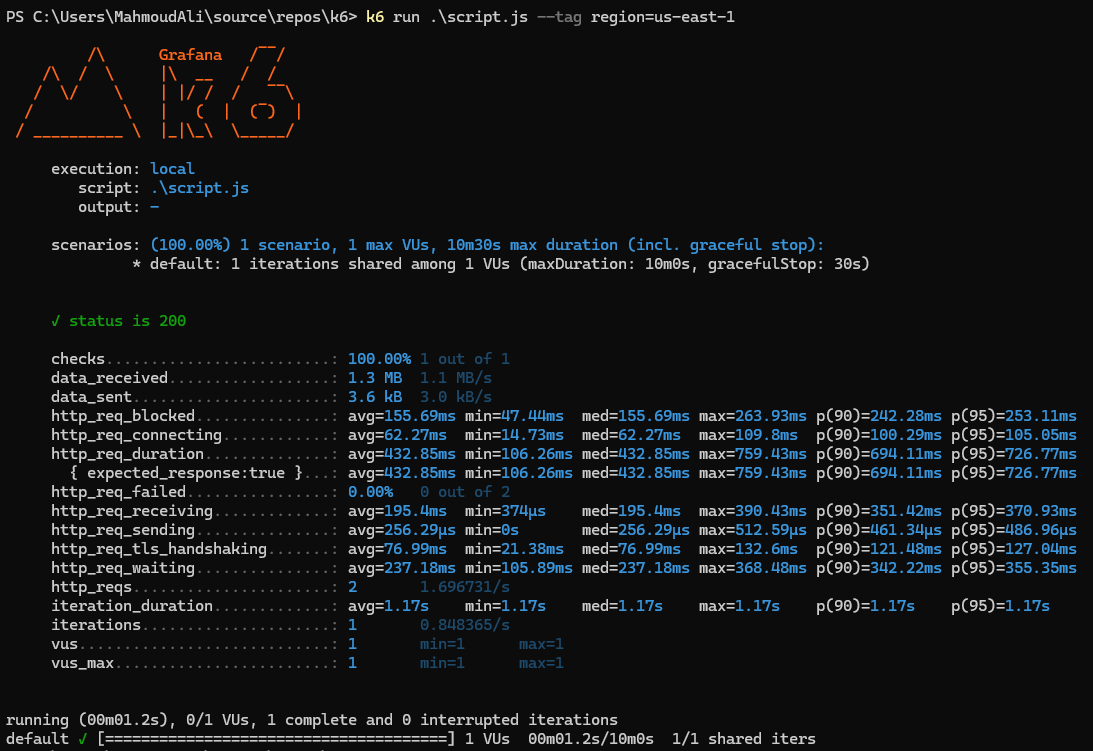 PS C:\Users\MahmoudAli\source\repos\k6> k6 run .\script.js --tag region=us-east-1
Grafana
k6
execution: local
script: .\script.js
output: -
scenarios: (100.00%) 1 scenario, 1 max VUs, 10m30s max duration (incl. graceful stop):
* default: 1 iterations shared among 1 VUs (maxDuration: 10m0s, gracefulStop: 30s)
√ status is 200
checks.........................: 100.00% 1 out of 1
data_received..................: 1.3 MB 1.1 MB/s
data_sent......................: 3.6 kB 3.0 kB/s
http_req_blocked...............: avg=155.69ms min=47.44ms med=155.69ms max=263.93ms p(90)=242.28ms p(95)=253.11ms
http_req_connecting............: avg=62.27ms min=14.73ms med=62.27ms max=109.8ms p(90)=100.29ms p(95)=105.05ms
http_req_duration..............: avg=432.85ms min=106.26ms med=432.85ms max=759.43ms p(90)=694.11ms p(95)=726.77ms
{ expected_response:true }...: avg=432.85ms min=106.26ms med=432.85ms max=759.43ms p(90)=694.11ms p(95)=726.77ms
http_req_failed................: 0.00% 0 out of 2
http_req_receiving.............: avg=195.4ms min=374µs med=195.4ms max=390.43ms p(90)=351.42ms p(95)=370.93ms
http_req_sending...............: avg=256.29µs min=0s med=256.29µs max=512.59µs p(90)=461.34µs p(95)=486.96µs
http_req_tls_handshaking.......: avg=76.99ms min=21.38ms med=76.99ms max=132.6ms p(90)=121.48ms p(95)=127.04ms
http_req_waiting...............: avg=237.18ms min=105.89ms med=237.18ms max=368.48ms p(90)=342.22ms p(95)=355.35ms
http_reqs......................: 2 1.696731/s
iteration_duration.............: avg=1.17s min=1.17s med=1.17s max=1.17s p(90)=1.17s p(95)=1.17s
iterations.....................: 1 0.848365/s
vus............................: 1 min=1 max=1
vus_max........................: 1 min=1 max=1
running (00m01.2s), 0/1 VUs, 1 complete and 0 interrupted iterations
default √ [======================================] 1 VUs 00m01.2s/10m0s 1/1 shared iters